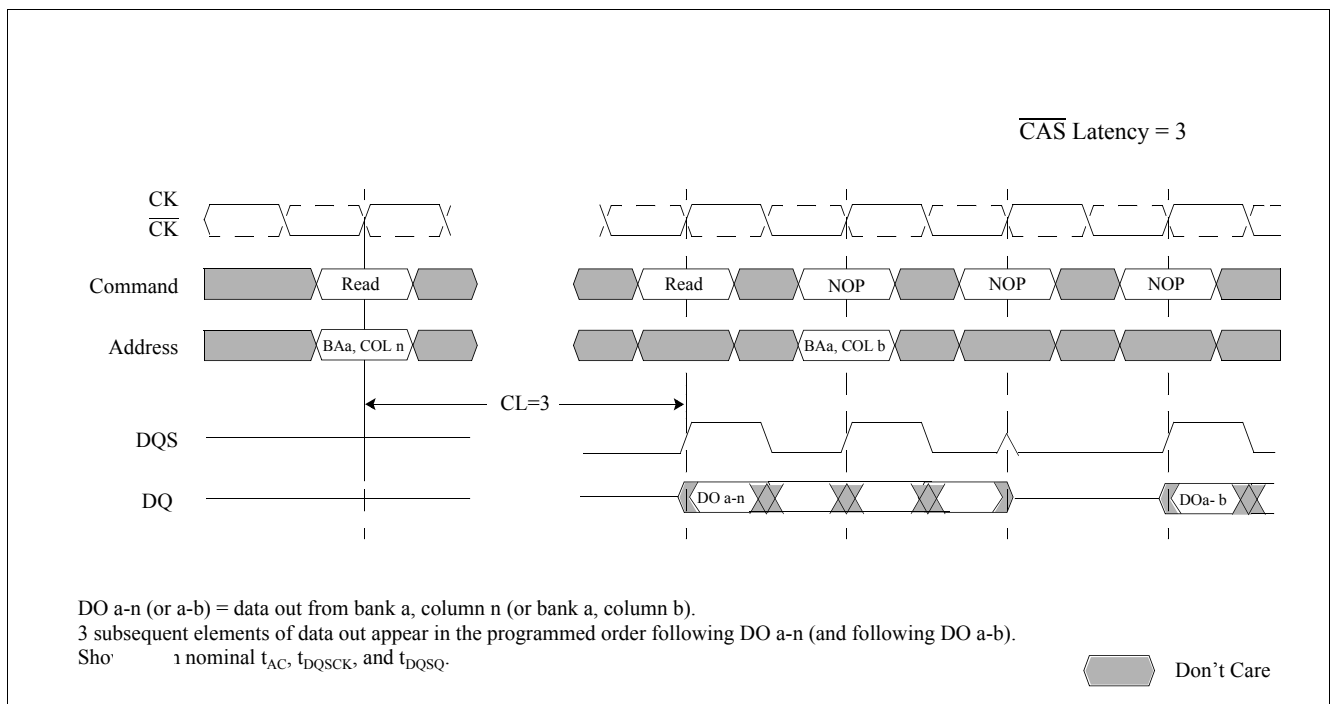 CAS Latency = 3
CK
CK
Command
Read
Read
NOP
NOP
NOP
Address
BAa, COL n
BAa, COL b
CL=3
DQS
DQ
DO a-n
DOa- b
DO a-n (or a-b) = data out from bank a, column n (or bank a, column b).
3 subsequent elements of data out appear in the programmed order following DO a-n (and following DO a-b).
nominal tAC, tDQSCK, and tDQSQ.
Don't Care